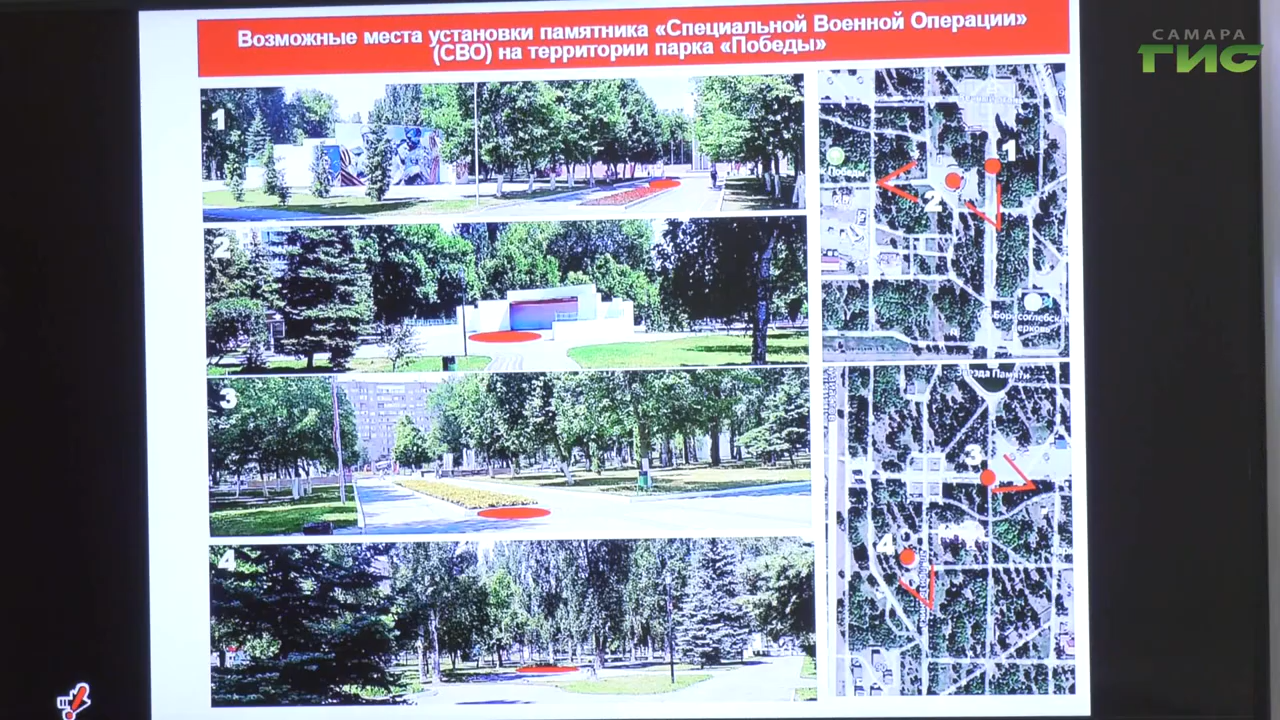 Возможные места установки памятника «Специальной Военной Операции»
(СВО) на территории парка «Победы»
САМАРА
ГИС
1
2
3
4
1
2
Победы
Борисоглебская
церковь
Звезда Памяти
3
4